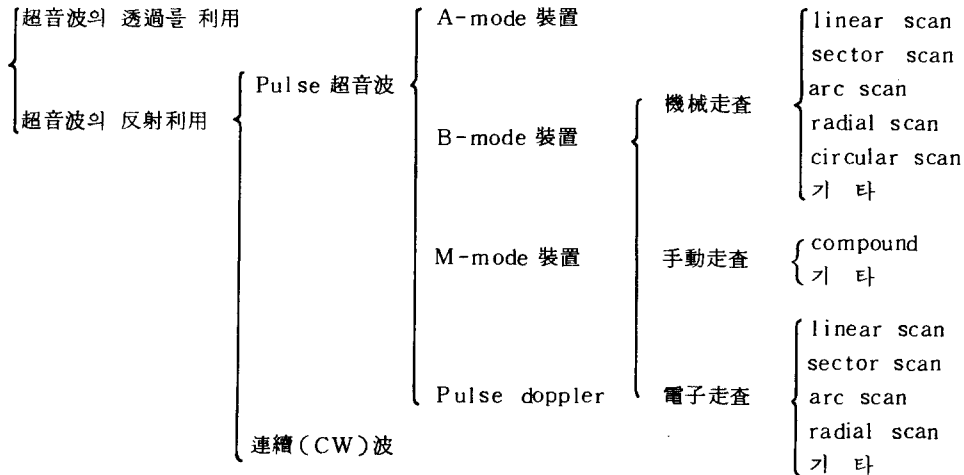 超音波의 透過를 利用
超音波의 反射利用
Pulse 超音波
連續(CW)波
A-mode 裝置
B-mode 裝置
M-mode 裝置
Pulse doppler
機械走査
手動走査
電子走査
linear scan
sector scan
arc scan
radial scan
circular scan
기 타
compound
기 타
linear scan
sector scan
arc scan
radial scan
기 타